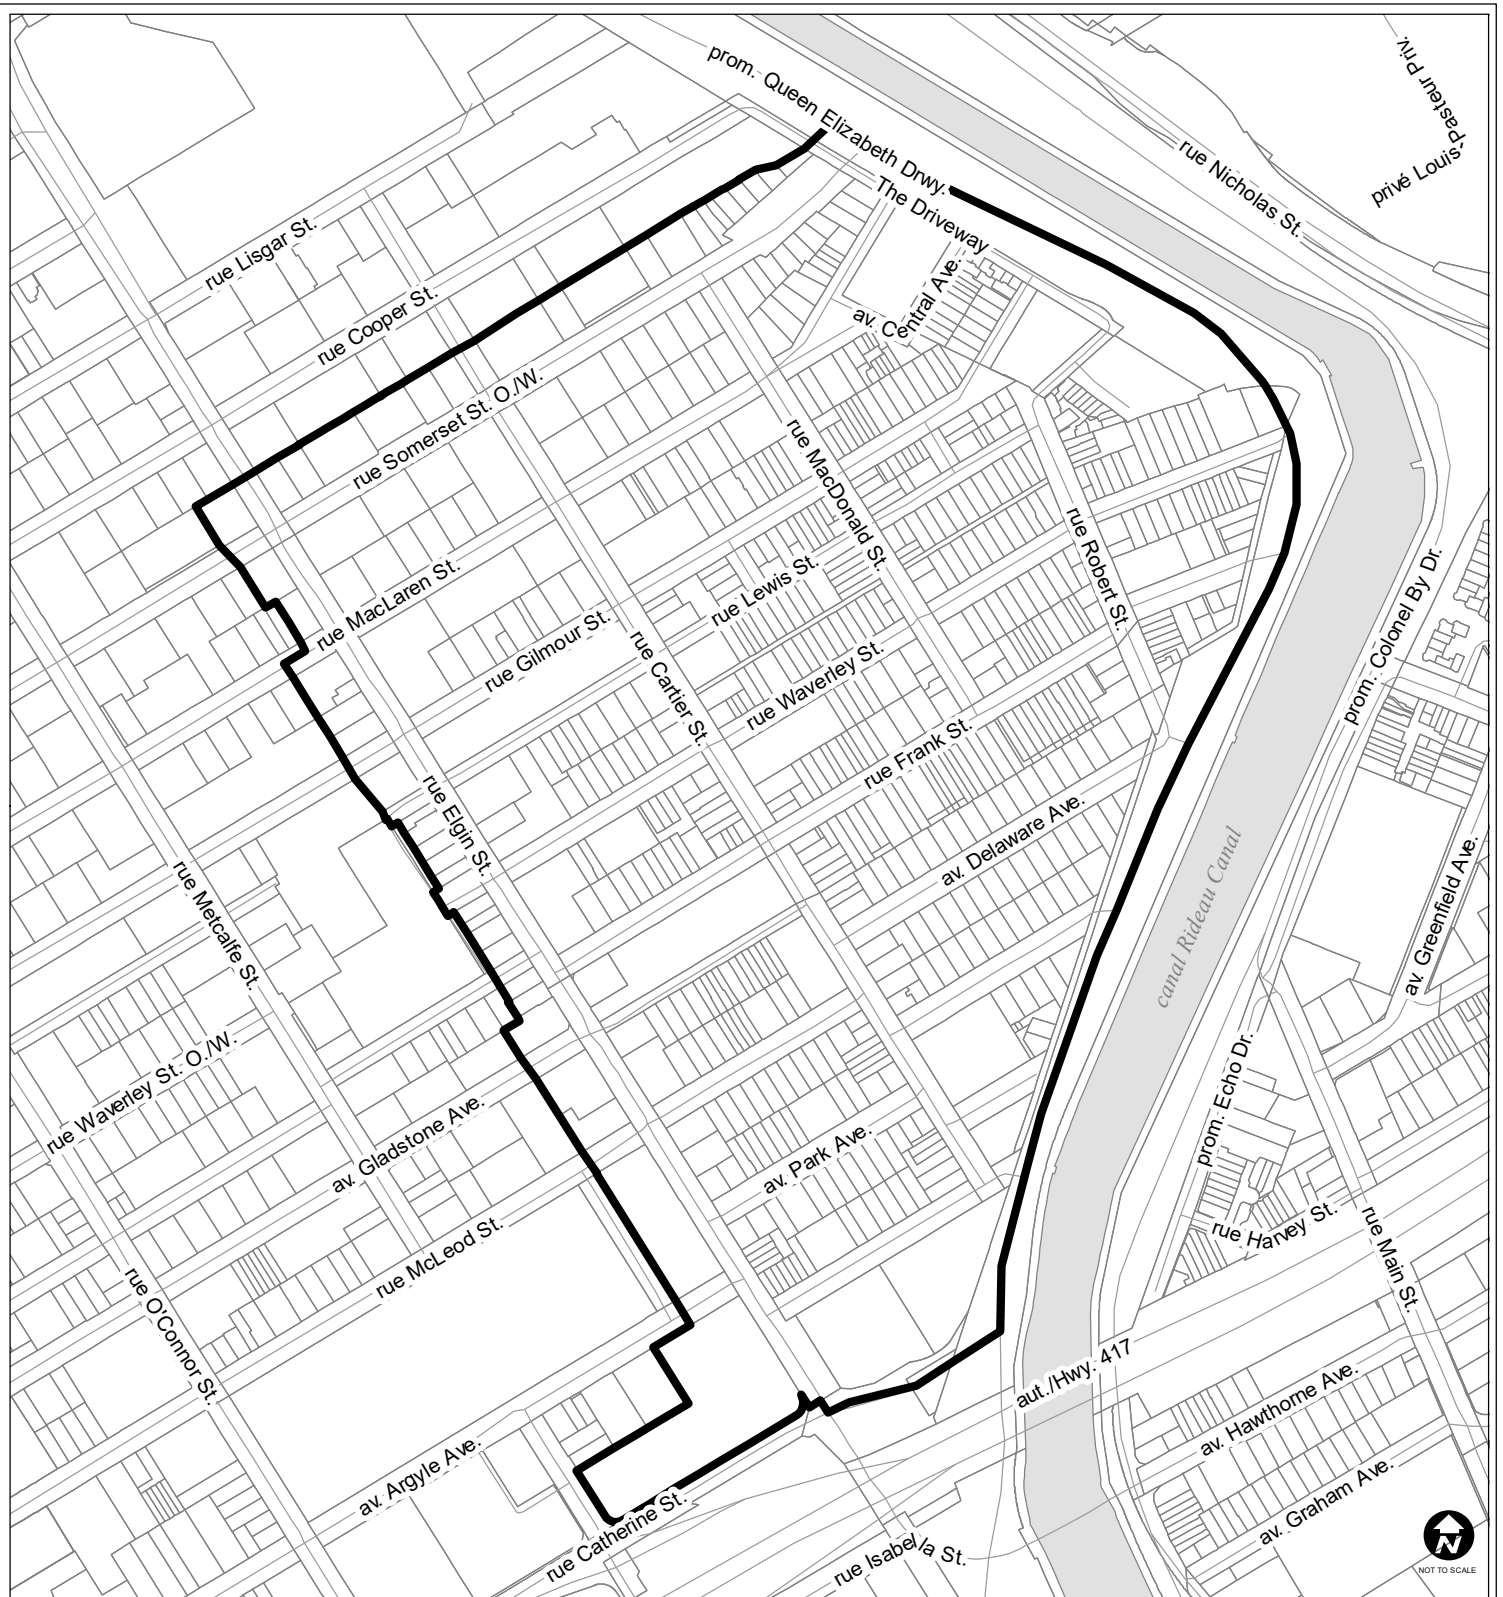 prom. Queen Elizabeth Drwy.
privé Louis-Pasteur Priv.
rue Nicholas St.
The Driveway
rue Lisgar St.
av. Central Ave.
rue Cooper St.
rue Somerset St. O./W.
rue MacDonald St.
rue Robert St.
rue MacLaren St.
rue Lewis St.
rue Gilmour St.
rue Cartier St.
prom. Colonel By Dr.
rue Waverley St.
rue Frank St.
rue Elgin St.
av. Delaware Ave.
canal Rideau Canal
rue Metcalfe St.
av. Greenfield Ave.
rue Waverley St. O./W.
av. Gladstone Ave.
prom. Echo Dr.
av. Park Ave.
rue McLeod St.
rue Harvey St.
rue Main St.
rue O'Connor St.
aut./Hwy. 417
av. Hawthorne Ave.
av. Argyle Ave.
av. Graham Ave.
rue Catherine St.
rue Isabella St.
N
NOT TO SCALE